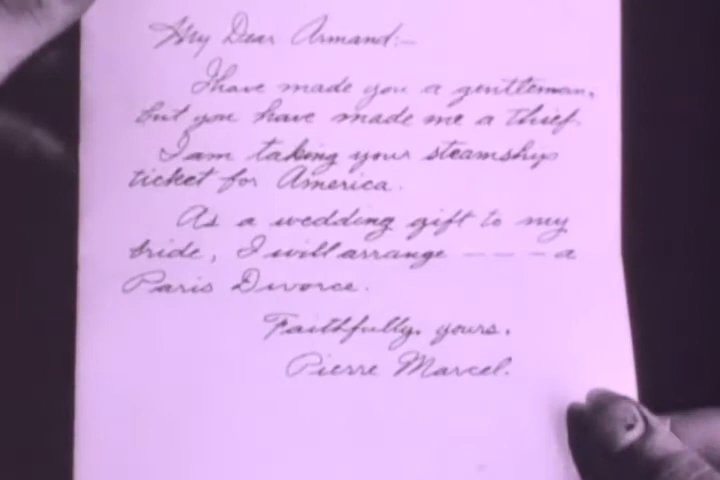 My Dear Armand:—
I have made you a gentleman,
but you have made me a thief.
I am taking your steamship
ticket for America.
As a wedding gift to my
bride, I will arrange — — — a
Paris Divorce.
Faithfully, yours,
Pierre Marcel.